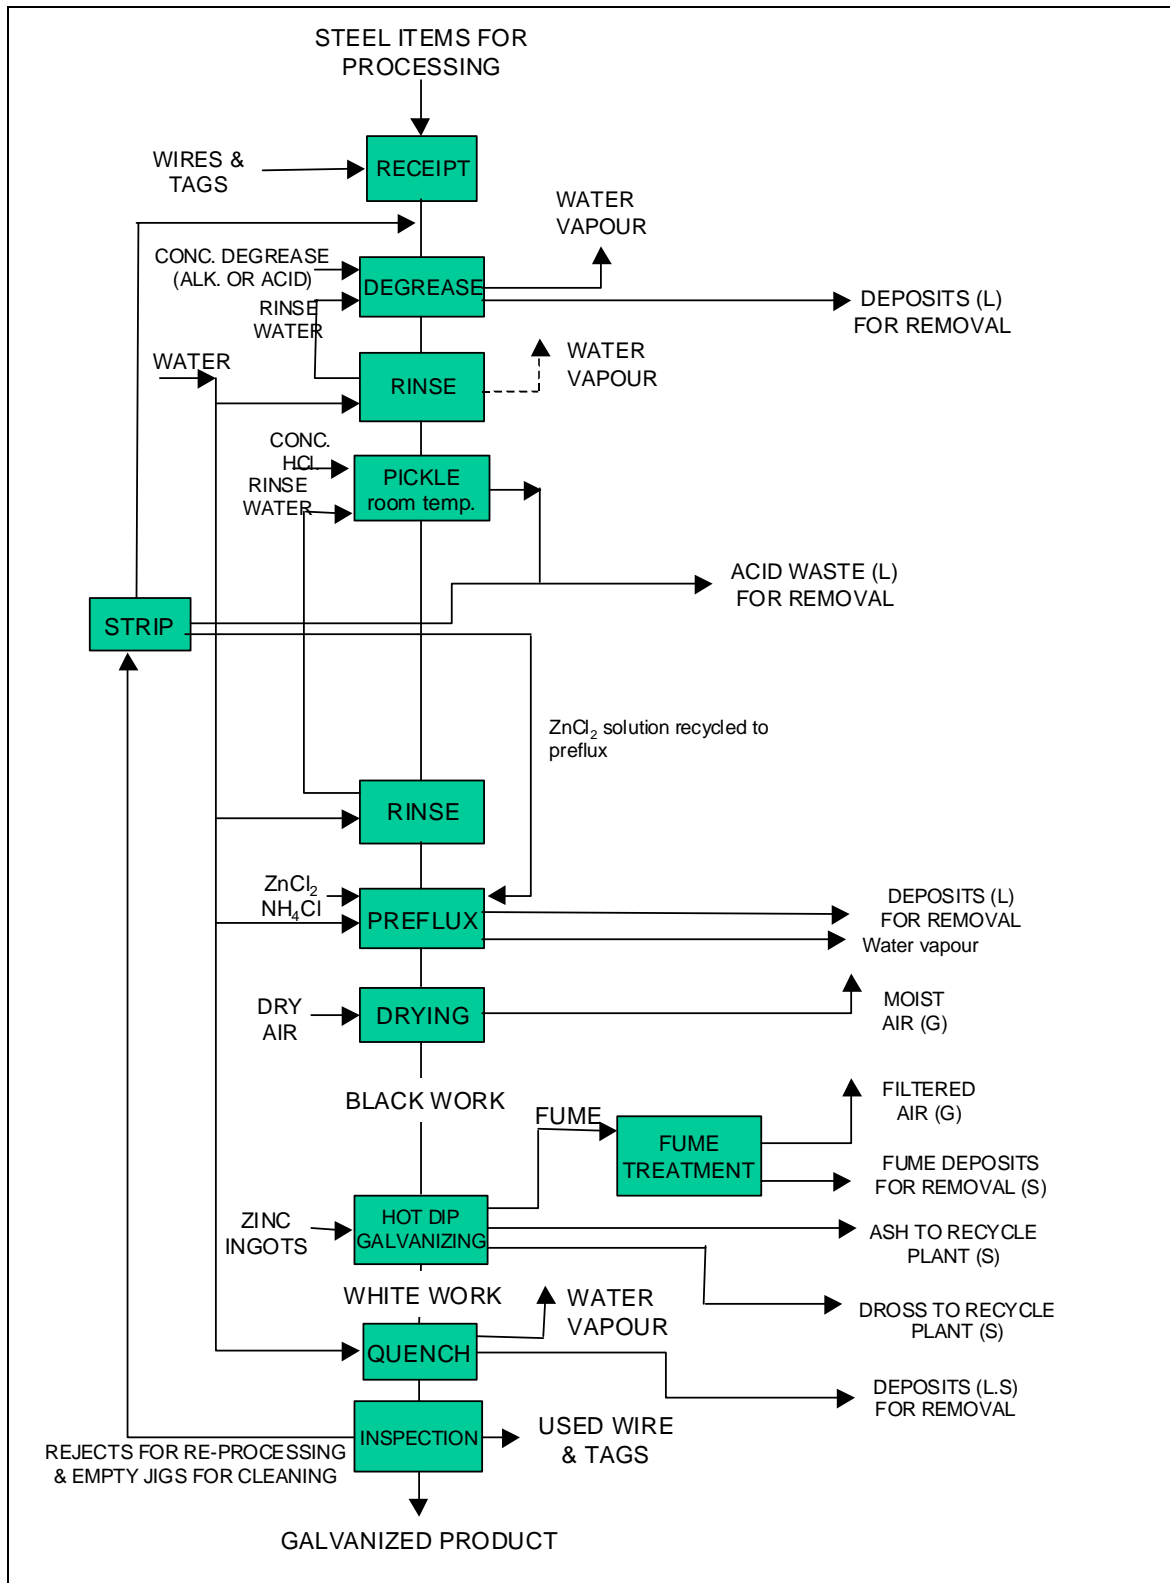 STEEL ITEMS FOR
PROCESSING
WIRES &
TAGS
RECEIPT
WATER
VAPOUR
CONC. DEGREASE
(ALK. OR ACID)
DEGREASE
RINSE
WATER
DEPOSITS (L)
FOR REMOVAL
WATER
RINSE
WATER
VAPOUR
CONC.
HCl.
RINSE
WATER
PICKLE
room temp.
ACID WASTE (L)
FOR REMOVAL
STRIP
ZnCl₂ solution recycled to
preflux
RINSE
ZnCl₂
NH₄Cl
PREFLUX
DEPOSITS (L)
FOR REMOVAL
Water vapour
DRY
AIR
DRYING
MOIST
AIR (G)
BLACK WORK
FUME
FUME
TREATMENT
FILTERED
AIR (G)
FUME DEPOSITS
FOR REMOVAL (S)
ZINC
INGOTS
HOT DIP
GALVANIZING
ASH TO RECYCLE
PLANT (S)
WHITE WORK
WATER
VAPOUR
DROSS TO RECYCLE
PLANT (S)
QUENCH
DEPOSITS (L.S)
FOR REMOVAL
INSPECTION
USED WIRE
& TAGS
REJECTS FOR RE-PROCESSING
& EMPTY JIGS FOR CLEANING
GALVANIZED PRODUCT